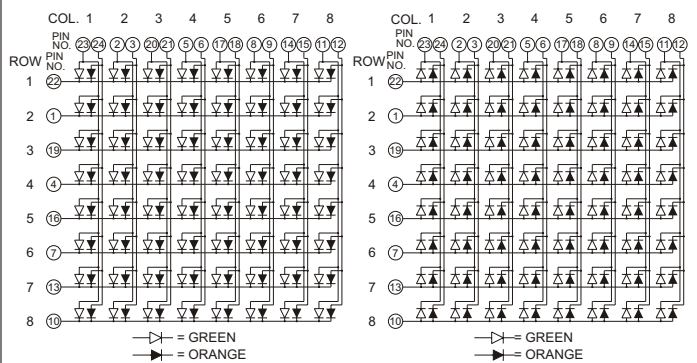 COL. 1 2 3 4 5 6 7 8
PIN NO. 23 24 2 3 20 21 5 6 17 18 8 9 14 15 11 12
ROW PIN NO.
1 22
2 1
3 19
4 4
5 16
6 7
7 13
8 10
= GREEN
= ORANGE
COL. 1 2 3 4 5 6 7 8
PIN NO. 23 24 2 3 20 21 5 6 17 18 8 9 14 15 11 12
ROW PIN NO.
1 22
2 1
3 19
4 4
5 16
6 7
7 13
8 10
= GREEN
= ORANGE